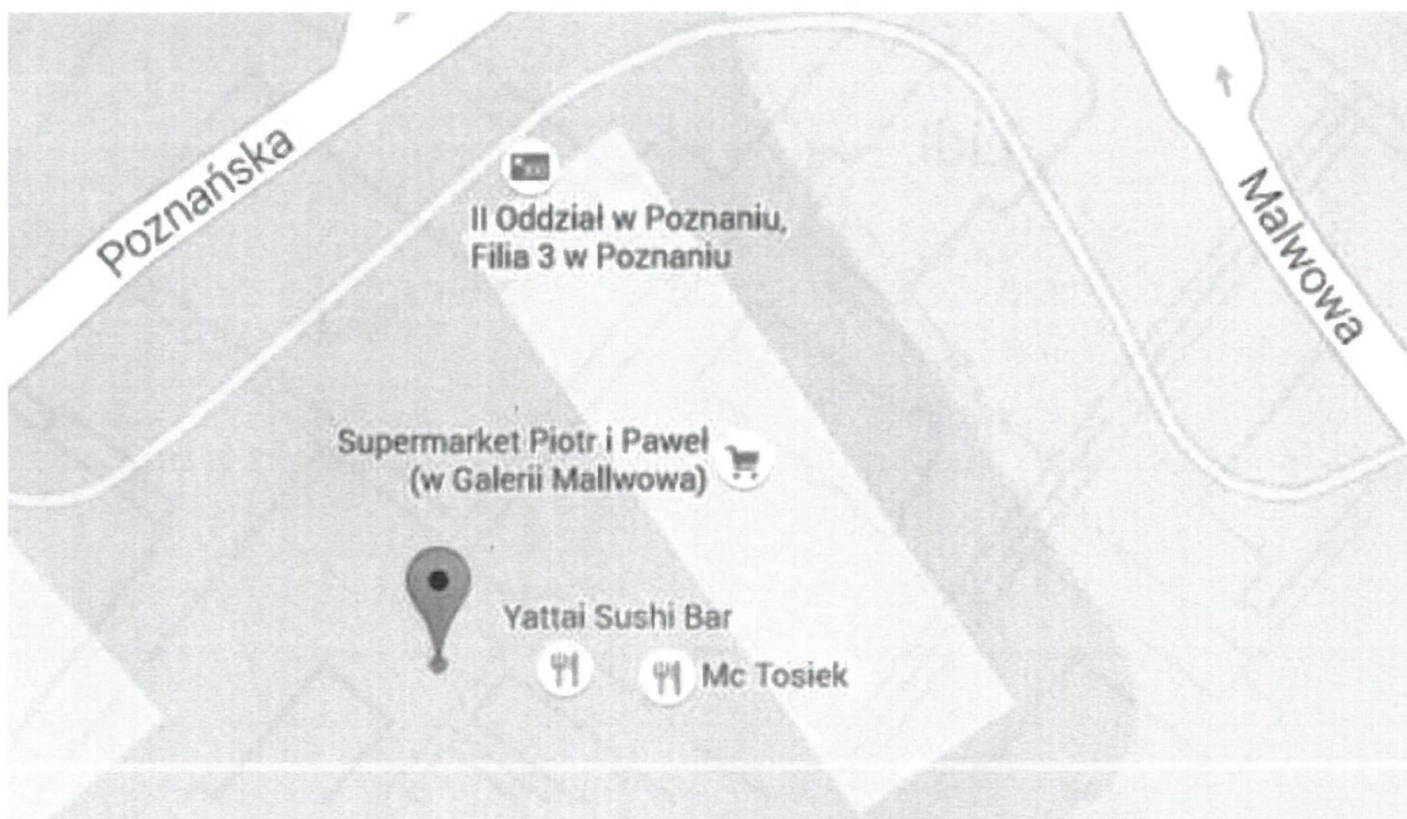 Poznańska
II Oddział w Poznaniu,
Filia 3 w Poznaniu
Malwowa
Supermarket Piotr i Paweł
(w Galerii Mallwowa)
Yattai Sushi Bar
Mc Tosiek